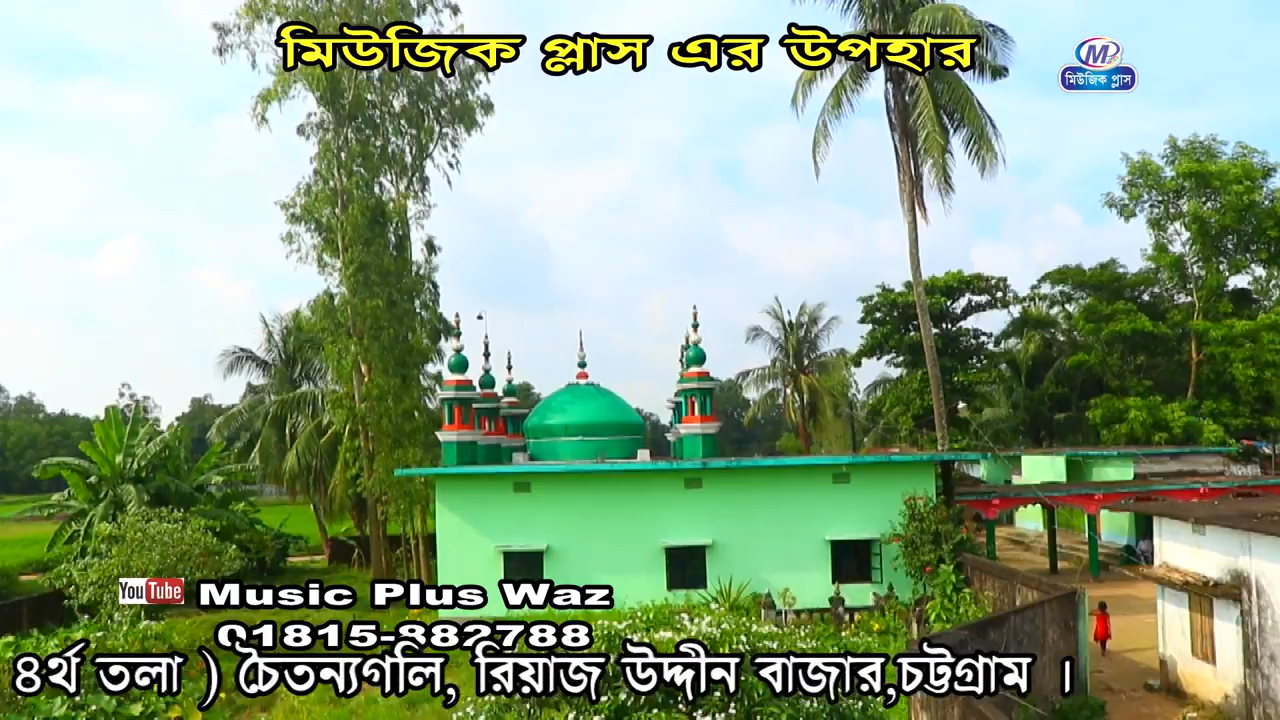 মিউজিক প্লাস এর উপহার
M
মিউজিক প্লাস
YouTube Music Plus Waz
01815-882788
৪র্থ তলা ) চৈতন্যগলি, রিয়াজ উদ্দীন বাজার,চট্টগ্রাম ।